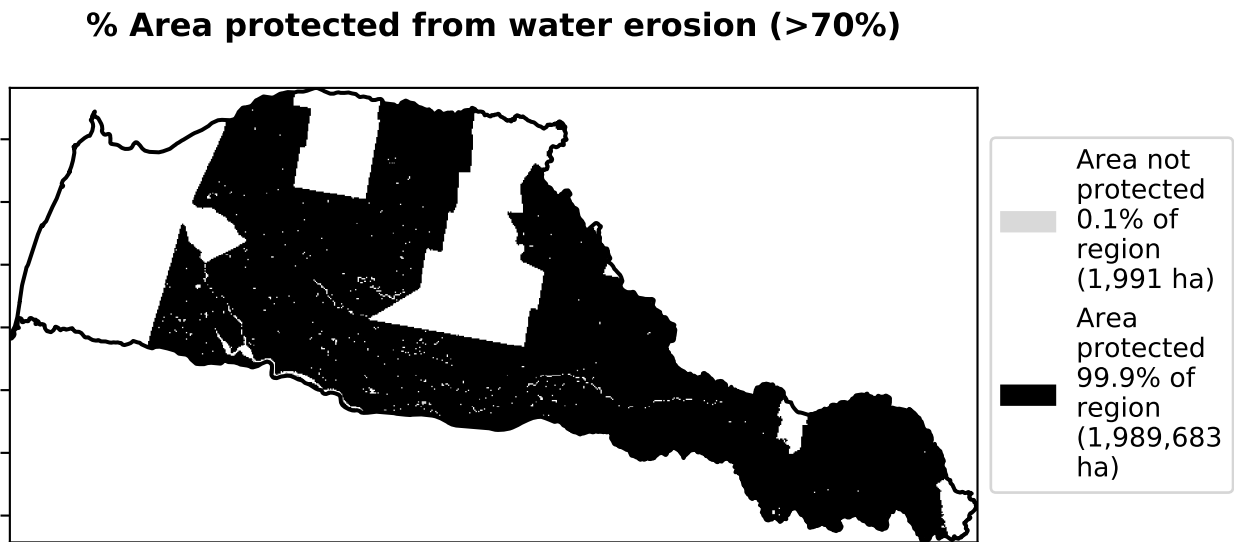 % Area protected from water erosion (>70%)
Area not
protected
0.1% of
region
(1,991 ha)
Area
protected
99.9% of
region
(1,989,683
ha)